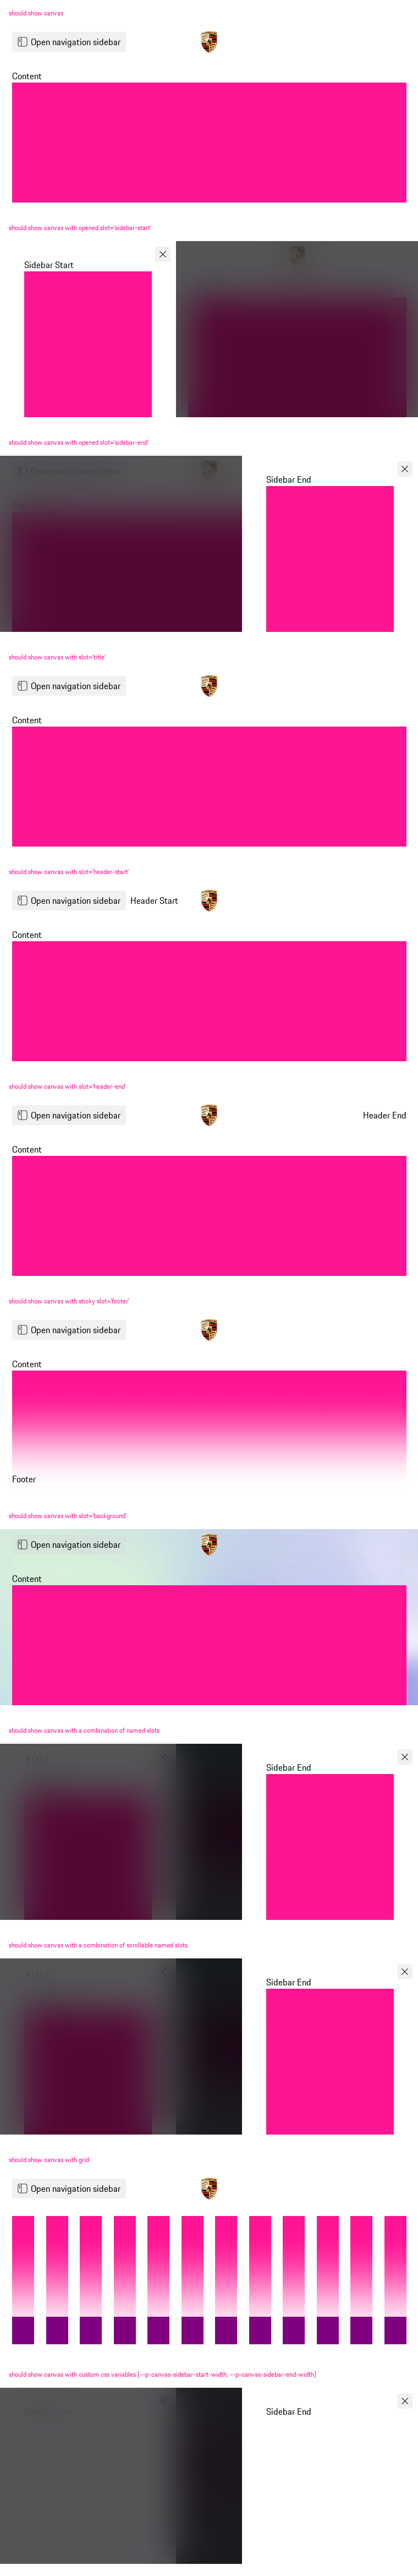 should show canvas
Open navigation sidebar
Content
should show canvas with opened slot='sidebar-start'
Sidebar Start
should show canvas with opened slot='sidebar-end'
Open navigation sidebar
Sidebar End
should show canvas with slot='title'
Open navigation sidebar
Content
should show canvas with slot='header-start'
Open navigation sidebar Header Start
Content
should show canvas with slot='header-end'
Open navigation sidebar Header End
Content
should show canvas with sticky slot='footer'
Open navigation sidebar
Content
Footer
should show canvas with slot='background'
Open navigation sidebar
Content
should show canvas with a combination of named slots
TITLE
Sidebar End
should show canvas with a combination of scrollable named slots
TITLE
Sidebar End
should show canvas with grid
Open navigation sidebar
should show canvas with custom css variables (--p-canvas-sidebar-start-width, --p-canvas-sidebar-end-width)
Sidebar End